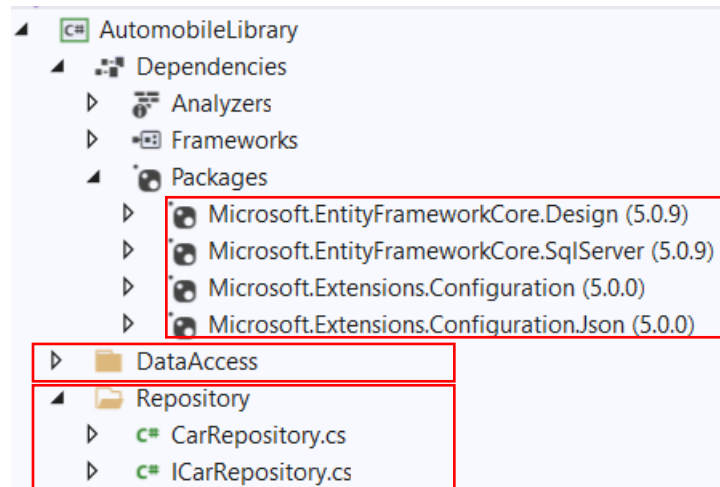 C# AutomobileLibrary
Dependencies
Analyzers
Frameworks
Packages
Microsoft.EntityFrameworkCore.Design (5.0.9)
Microsoft.EntityFrameworkCore.SqlServer (5.0.9)
Microsoft.Extensions.Configuration (5.0.0)
Microsoft.Extensions.Configuration.Json (5.0.0)
DataAccess
Repository
C# CarRepository.cs
C# ICarRepository.cs